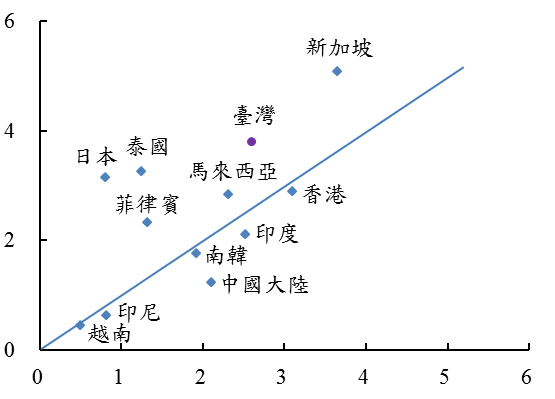 6
新加坡
臺灣
4
日本
泰國
馬來西亞
菲律賓
香港
2
印度
南韓
中國大陸
印尼
越南
0
0 1 2 3 4 5 6